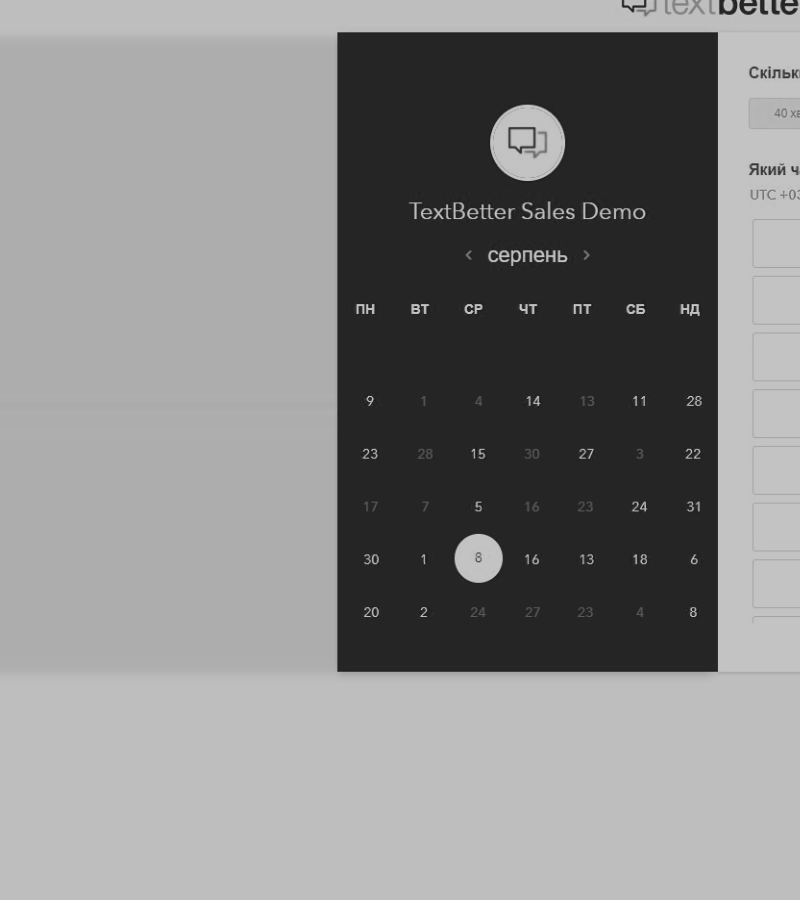 textbette
TextBetter Sales Demo
‹ серпень ›
ПН ВТ СР ЧТ ПТ СБ НД
9 1 4 14 13 11 28
23 28 15 30 27 3 22
17 7 5 16 23 24 31
30 1 8 16 13 18 6
20 2 24 27 23 4 8
Скільк
40 хв
Який ч
UTC +03